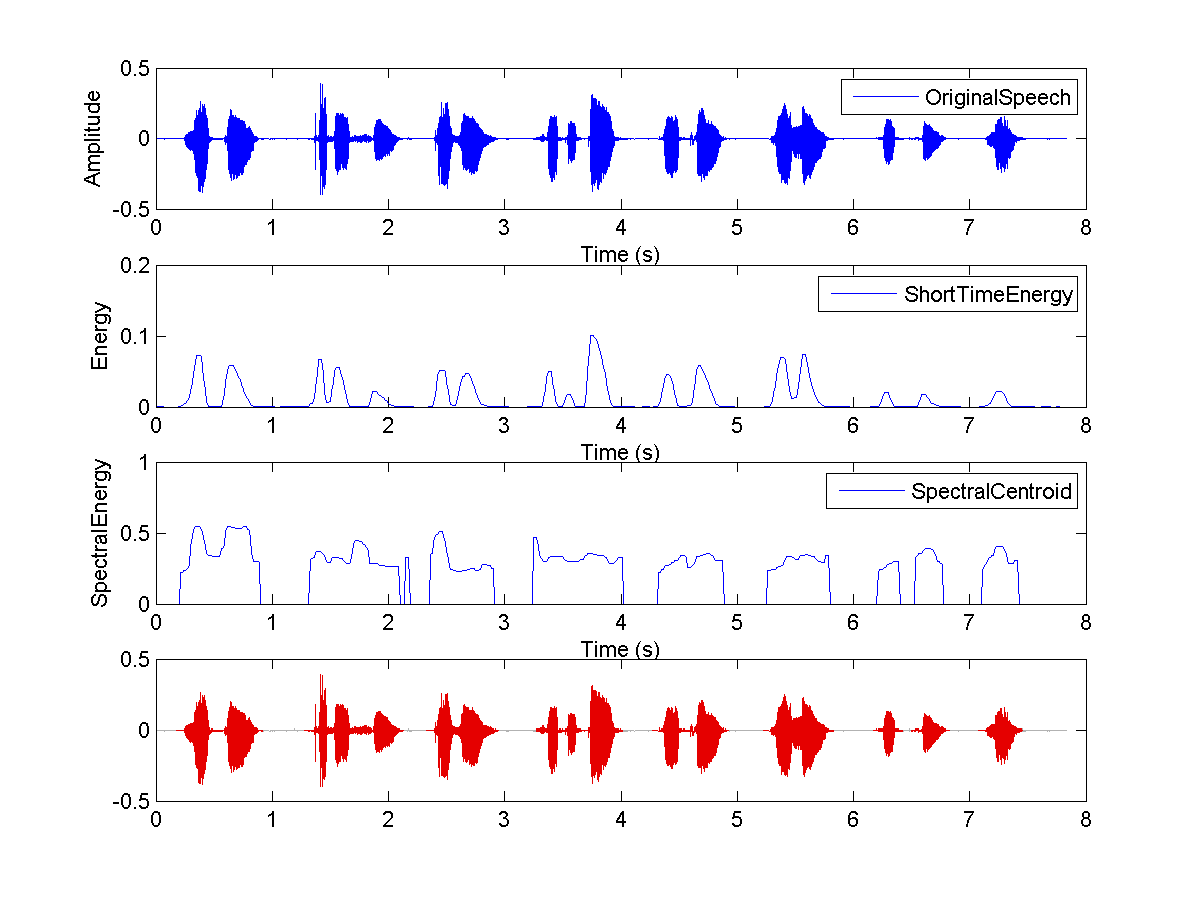 0.5
OriginalSpeech
Amplitude
0
-0.5
0 1 2 3 4 5 6 7 8
Time (s)
0.2
ShortTimeEnergy
Energy
0.1
0
0 1 2 3 4 5 6 7 8
Time (s)
1
SpectralCentroid
SpectralEnergy
0.5
0
0 1 2 3 4 5 6 7 8
Time (s)
0.5
0
-0.5
0 1 2 3 4 5 6 7 8